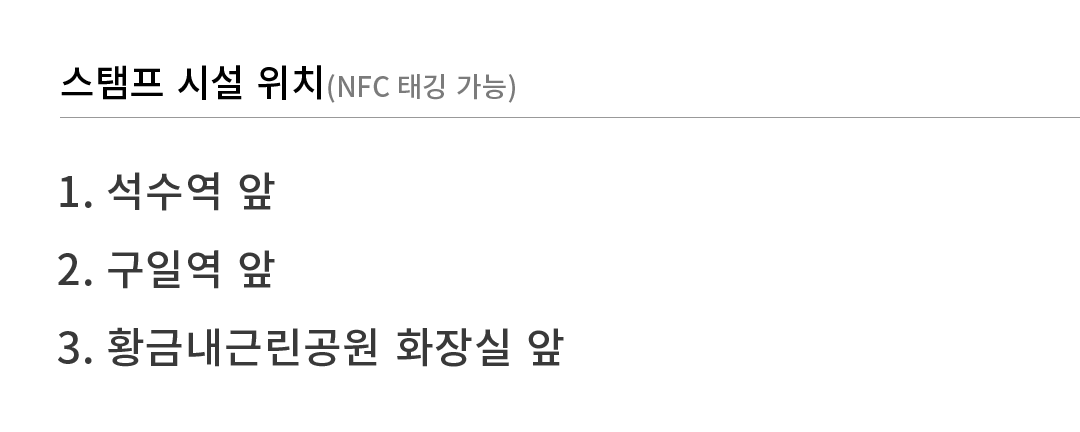 스탬프 시설 위치(NFC 태깅 가능)
1. 석수역 앞
2. 구일역 앞
3. 황금내근린공원 화장실 앞